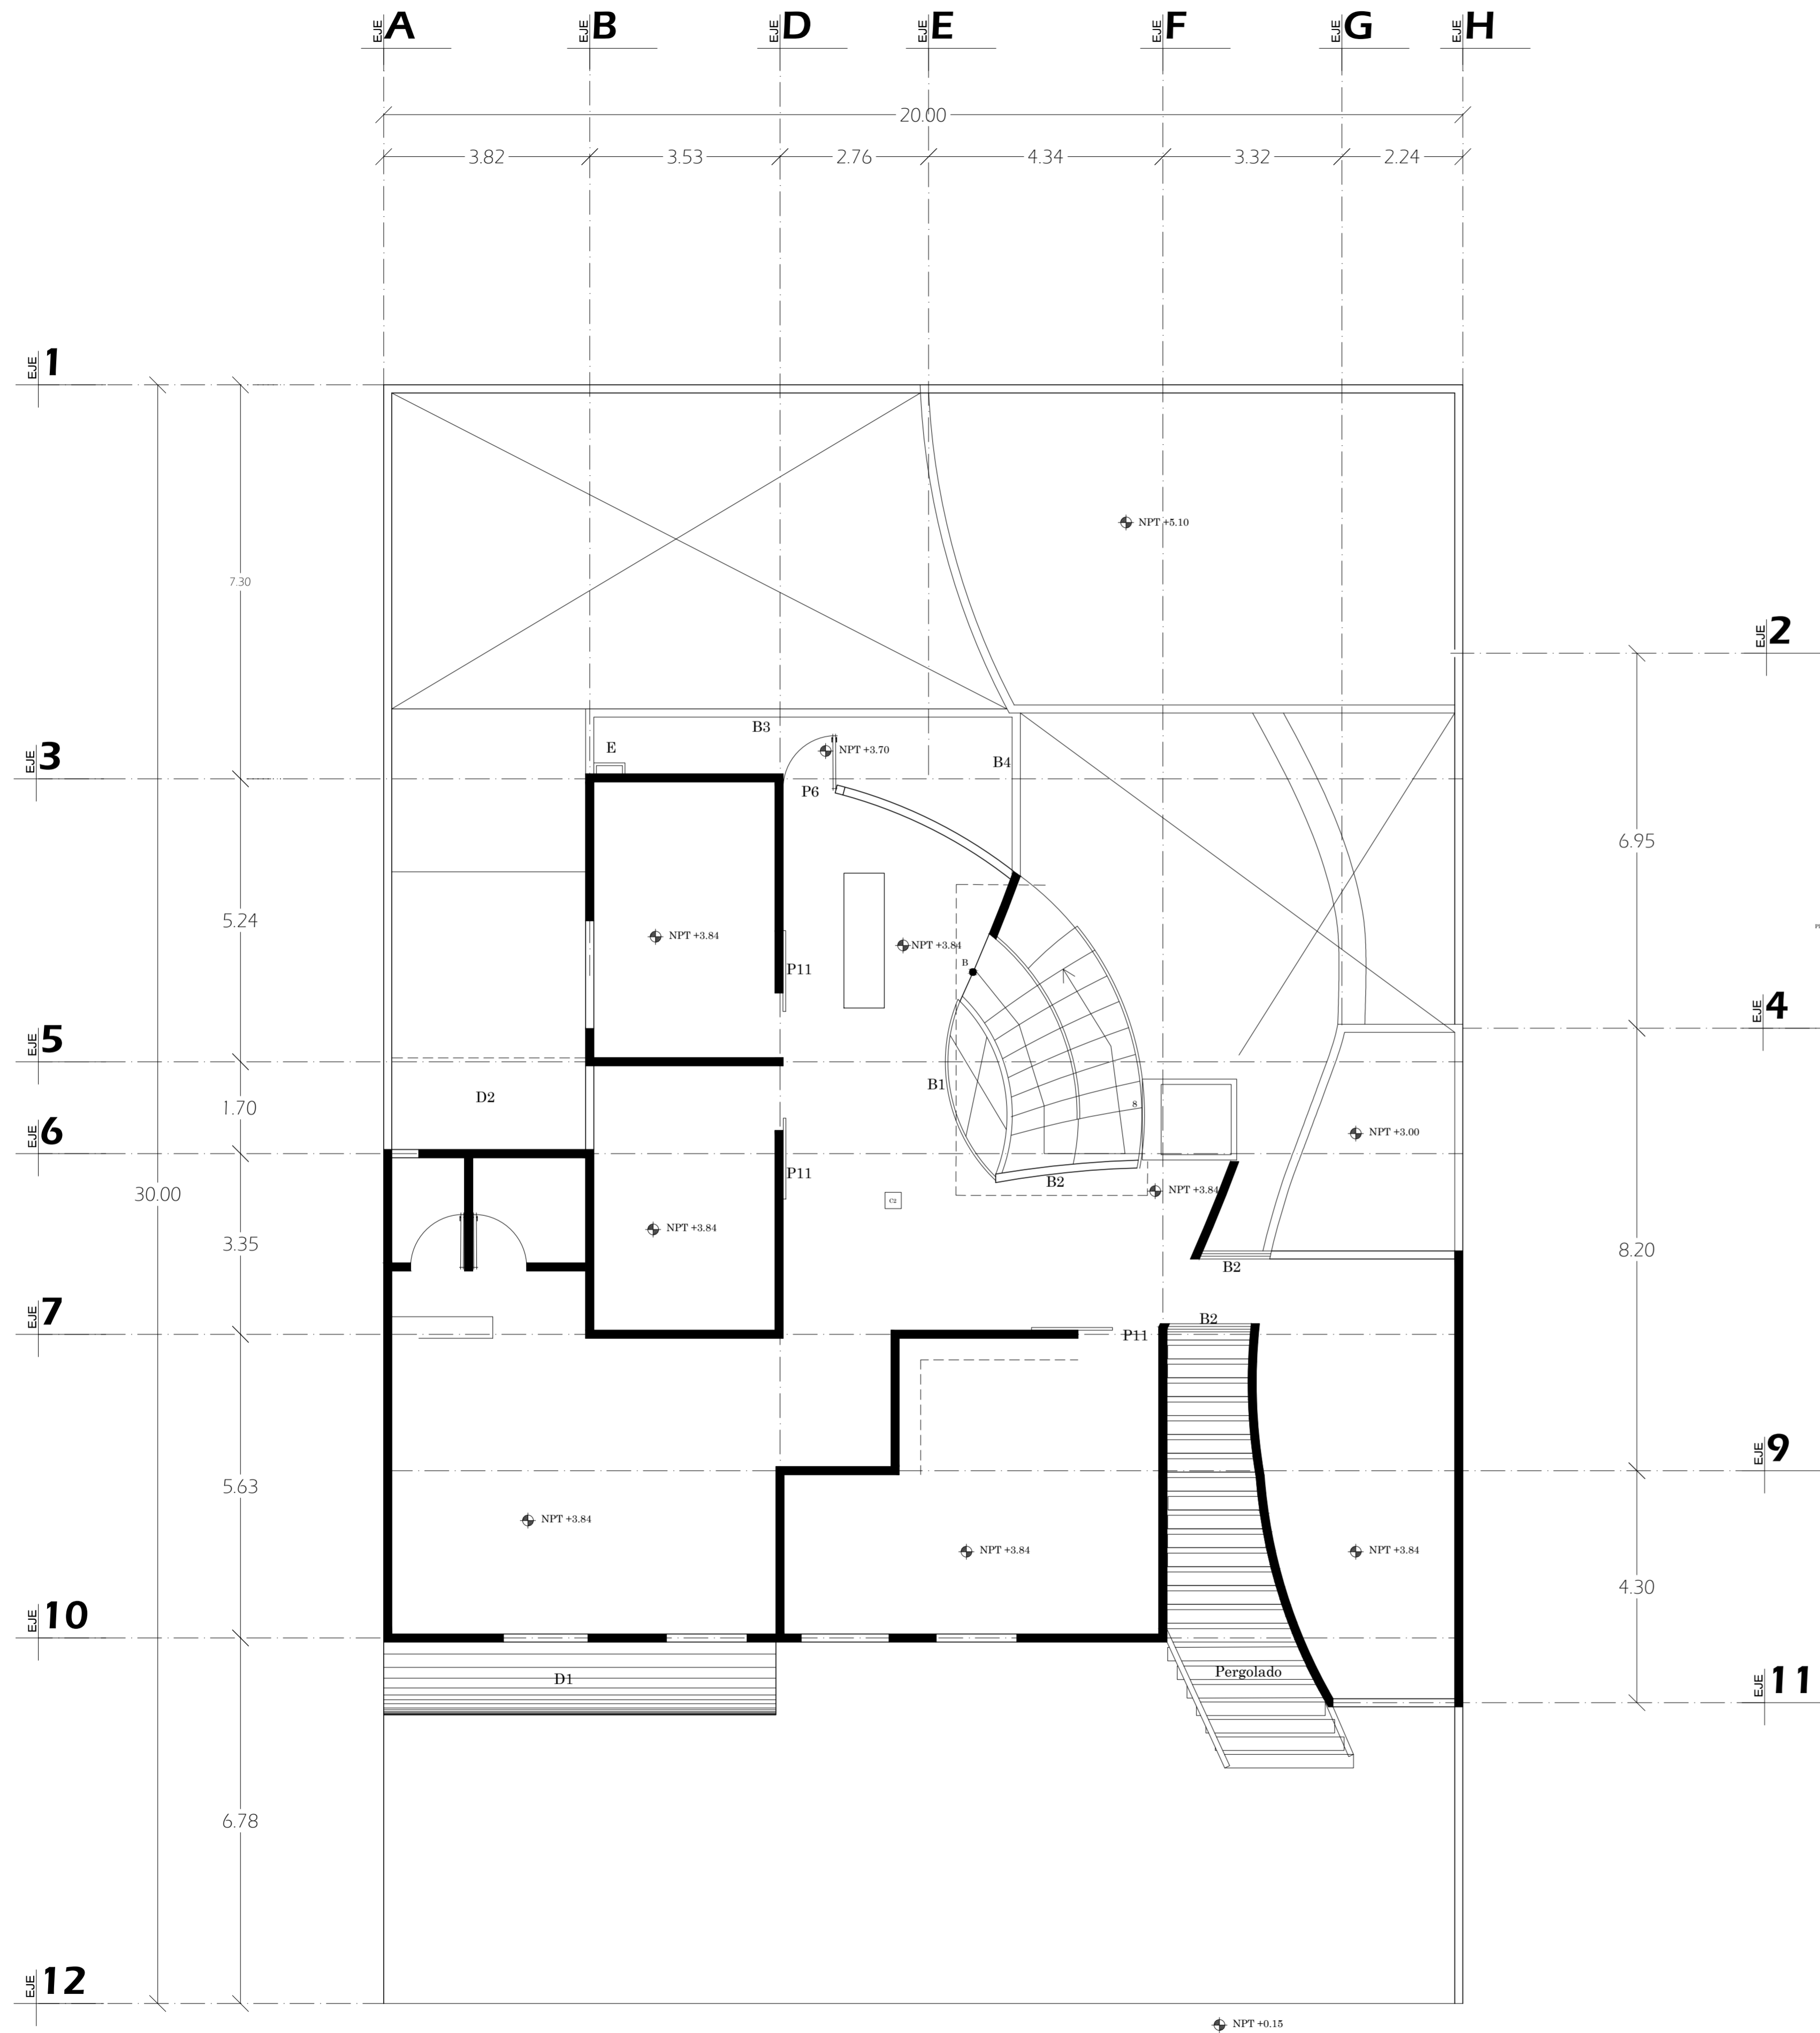 EJE A
EJE B
EJE D
EJE E
EJE F
EJE G
EJE H
20.00
3.82
3.53
2.76
4.34
3.32
2.24
EJE 1
NPT +5.10
7.30
EJE 2
B3
E
NPT +3.70
EJE 3
B4
P6
6.95
5.24
NPT +3.84
NPT +3.84
B
P11
EJE 4
EJE 5
B1
D2
8
1.70
EJE 6
NPT +3.00
P11
B2
NPT +3.84
30.00
C2
NPT +3.84
3.35
8.20
B2
EJE 7
B2
P11
EJE 9
5.63
NPT +3.84
NPT +3.84
NPT +3.84
4.30
EJE 10
Pergolado
D1
EJE 11
6.78
EJE 12
NPT +0.15